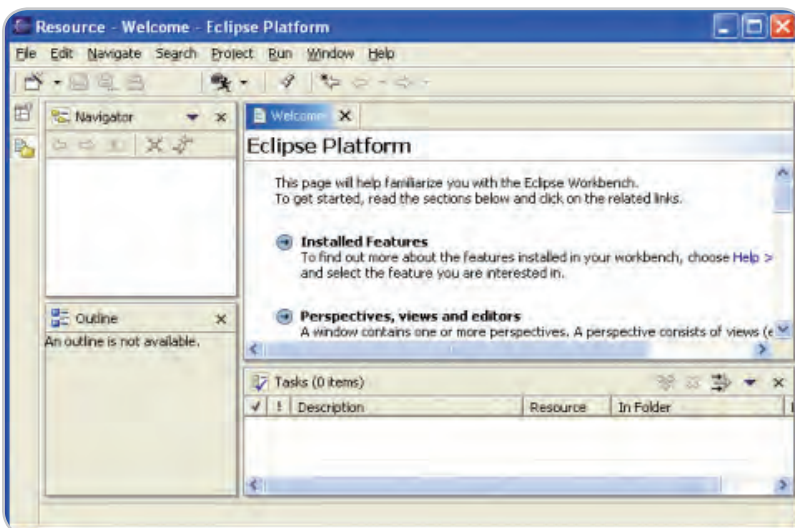 Resource - Welcome - Eclipse Platform
File Edit Navigate Search Project Run Window Help
Navigator
Welcome
Eclipse Platform
This page will help familiarize you with the Eclipse Workbench.
To get started, read the sections below and click on the related links.
Installed Features
To find out more about the features installed in your workbench, choose Help >
and select the feature you are interested in.
Perspectives, views and editors
A window contains one or more perspectives. A perspective consists of views (e
Outline
An outline is not available.
Tasks (0 items)
! Description Resource In Folder